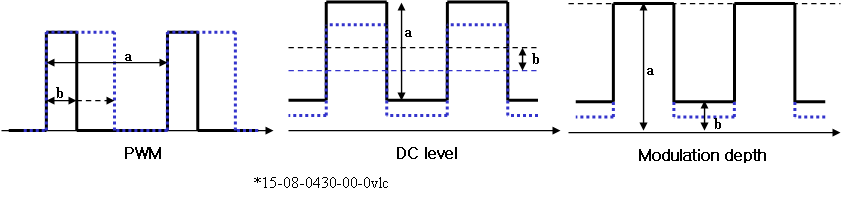 a
b
PWM
a
b
DC level
a
b
Modulation depth
*15-08-0430-00-0vlc